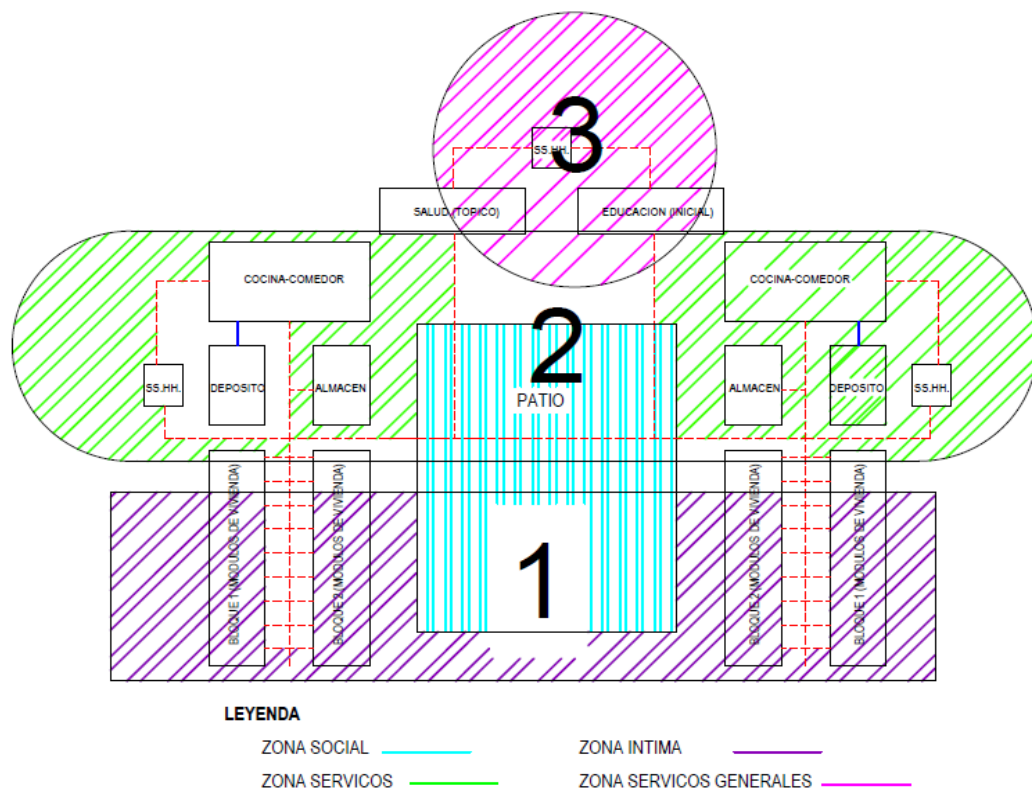 3
SS.HH.
SALUD (TOPICO)
EDUCACION (INICIAL)
COCINA-COMEDOR
COCINA-COMEDOR
2
SS.HH.
DEPOSITO
ALMACEN
PATIO
ALMACEN
DEPOSITO
SS.HH.
BLOQUE 1 (MODULOS DE VIVIENDA)
BLOQUE 2 (MODULOS DE VIVIENDA)
1
BLOQUE 2 (MODULOS DE VIVIENDA)
BLOQUE 1 (MODULOS DE VIVIENDA)
LEYENDA
ZONA SOCIAL
ZONA INTIMA
ZONA SERVICOS
ZONA SERVICOS GENERALES